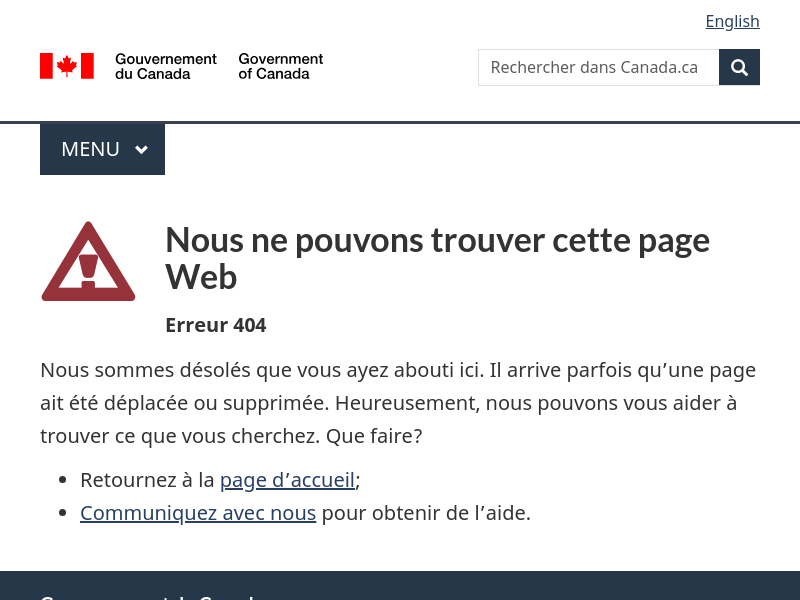 English
Gouvernement
du Canada
Government
of Canada
Rechercher dans Canada.ca
MENU
Nous ne pouvons trouver cette page
Web
Erreur 404
Nous sommes désolés que vous ayez abouti ici. Il arrive parfois qu’une page
ait été déplacée ou supprimée. Heureusement, nous pouvons vous aider à
trouver ce que vous cherchez. Que faire?
Retournez à la page d’accueil;
Communiquez avec nous pour obtenir de l’aide.